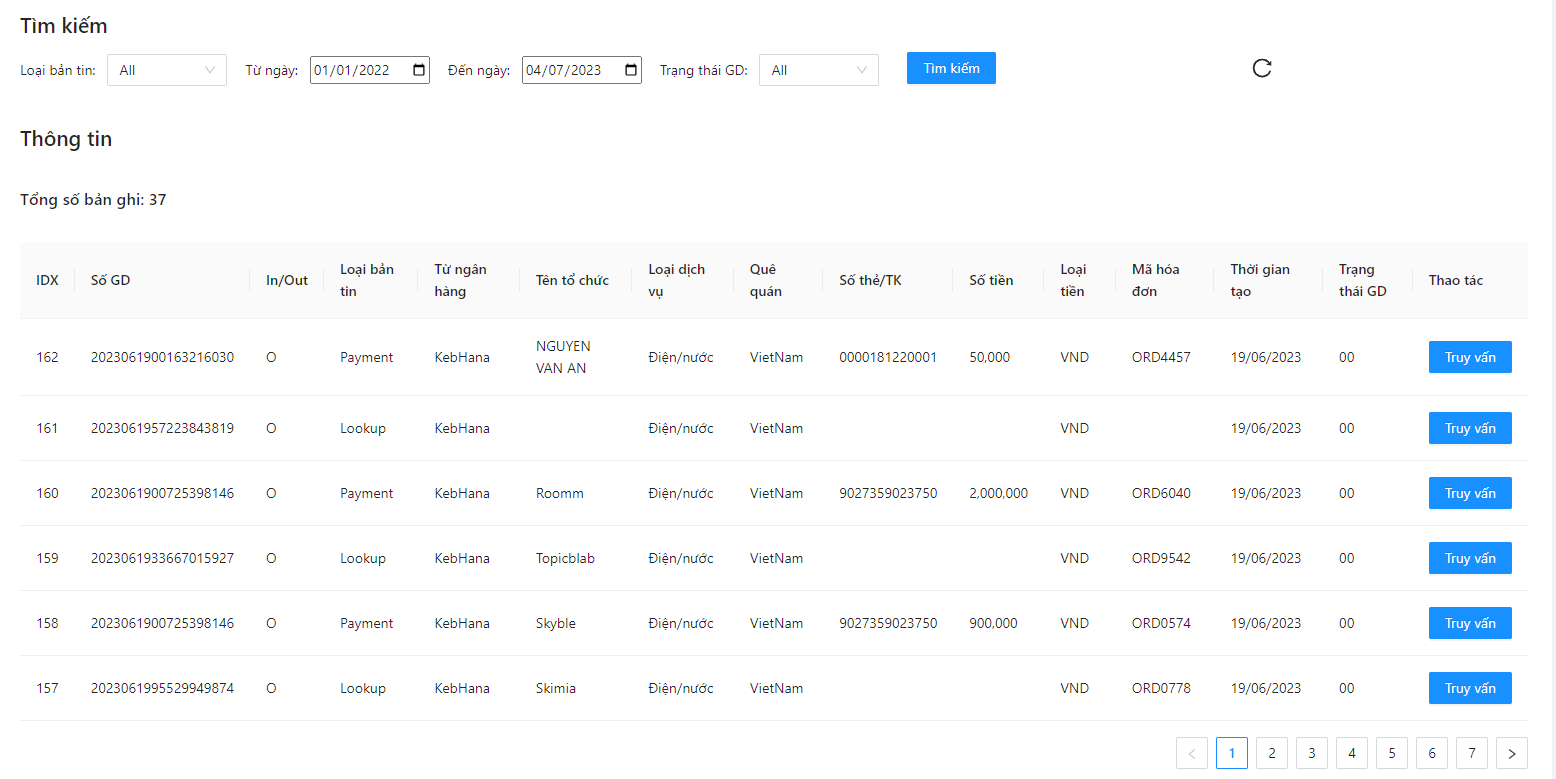 Tìm kiếm
Loại bản tin: All Từ ngày: 01/01/2022 Đến ngày: 04/07/2023 Trạng thái GD: All Tìm kiếm
Thông tin
Tổng số bản ghi: 37
IDX Số GD In/Out Loại bản tin Từ ngân hàng Tên tổ chức Loại dịch vụ Quê quán Số thẻ/TK Số tiền Loại tiền Mã hóa đơn Thời gian tạo Trạng thái GD Thao tác
162 2023061900163216030 O Payment KebHana NGUYEN VAN AN Điện/nước VietNam 0000181220001 50,000 VND ORD4457 19/06/2023 00 Truy vấn
161 2023061957223843819 O Lookup KebHana Điện/nước VietNam VND 19/06/2023 00 Truy vấn
160 2023061900725398146 O Payment KebHana Roomm Điện/nước VietNam 9027359023750 2,000,000 VND ORD6040 19/06/2023 00 Truy vấn
159 2023061933667015927 O Lookup KebHana Topicblab Điện/nước VietNam VND ORD9542 19/06/2023 00 Truy vấn
158 2023061900725398146 O Payment KebHana Skyble Điện/nước VietNam 9027359023750 900,000 VND ORD0574 19/06/2023 00 Truy vấn
157 2023061995529949874 O Lookup KebHana Skimia Điện/nước VietNam VND ORD0778 19/06/2023 00 Truy vấn
< 1 2 3 4 5 6 7 >